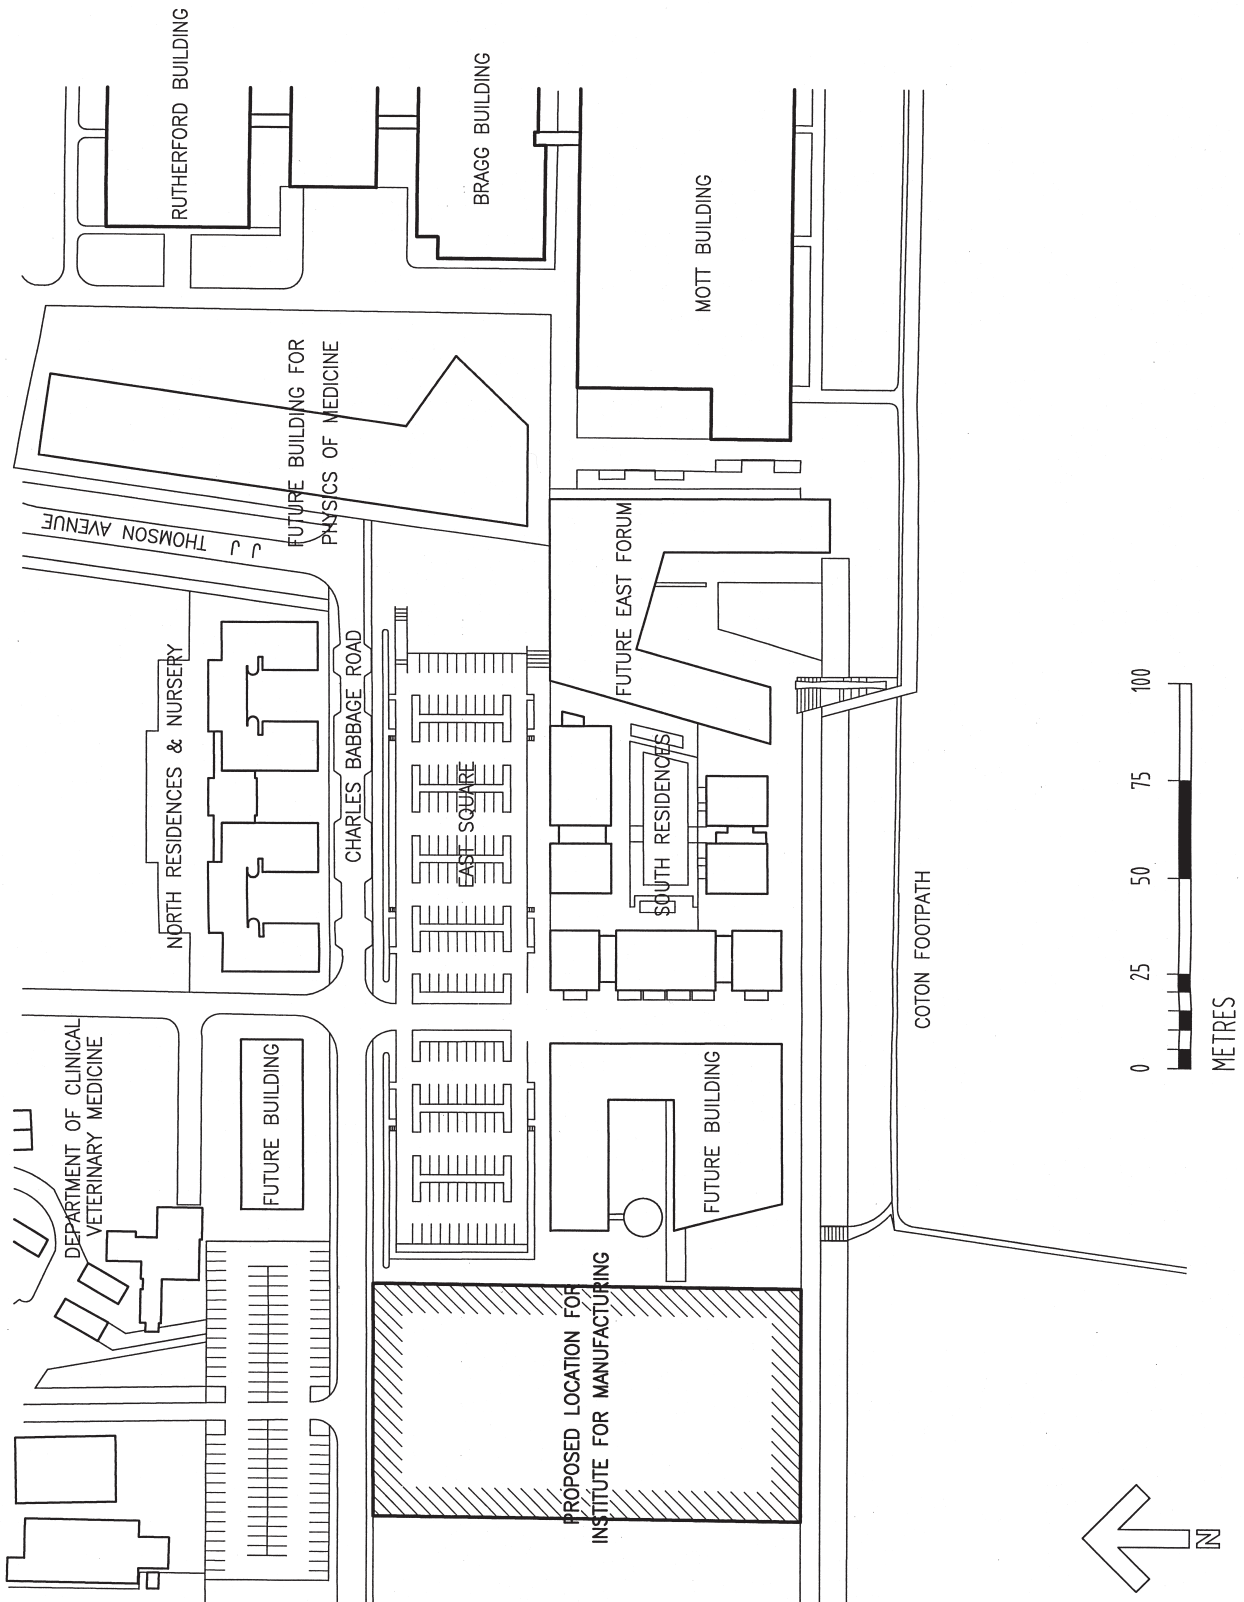 RUTHERFORD BUILDING
BRAGG BUILDING
MOTT BUILDING
FUTURE BUILDING FOR
PHYSICS OF MEDICINE
J J THOMSON AVENUE
FUTURE EAST FORUM
NORTH RESIDENCES & NURSERY
CHARLES BABBAGE ROAD
EAST SQUARE
SOUTH RESIDENCES
COTON FOOTPATH
DEPARTMENT OF CLINICAL
VETERINARY MEDICINE
FUTURE BUILDING
FUTURE BUILDING
PROPOSED LOCATION FOR
INSTITUTE FOR MANUFACTURING
0 25 50 75 100
METRES
N